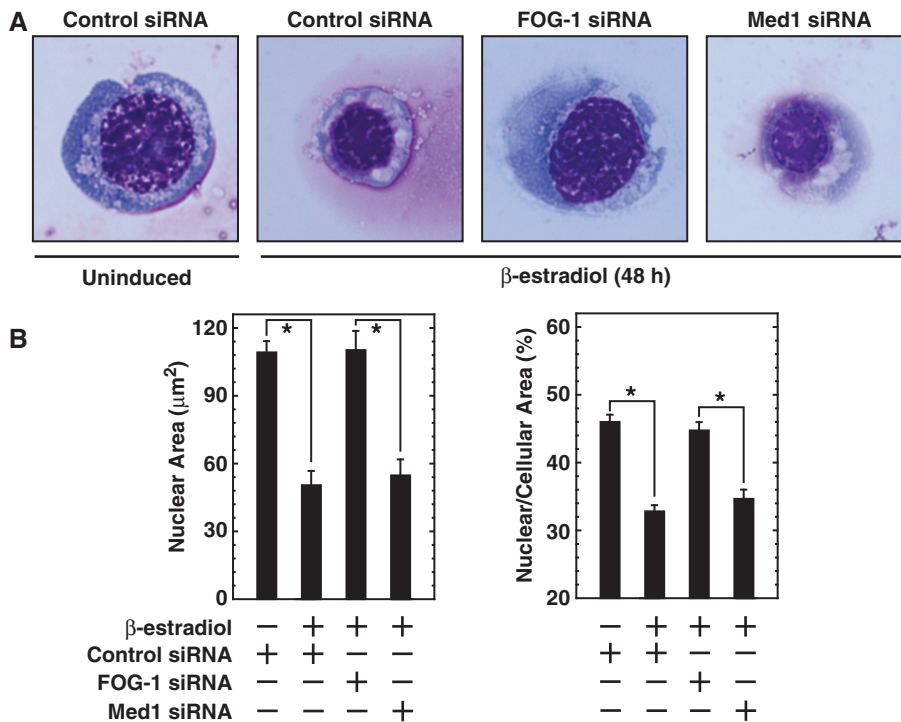 A
Control siRNA Control siRNA FOG-1 siRNA Med1 siRNA
Uninduced β-estradiol (48 h)
B
Nuclear Area (μm²)
120
90
60
30
0
* *
Nuclear/Cellular Area (%)
60
50
40
30
20
* *
β-estradiol − + + + − + + +
Control siRNA + + − − + + − −
FOG-1 siRNA − − + − − − + −
Med1 siRNA − − − + − − − +